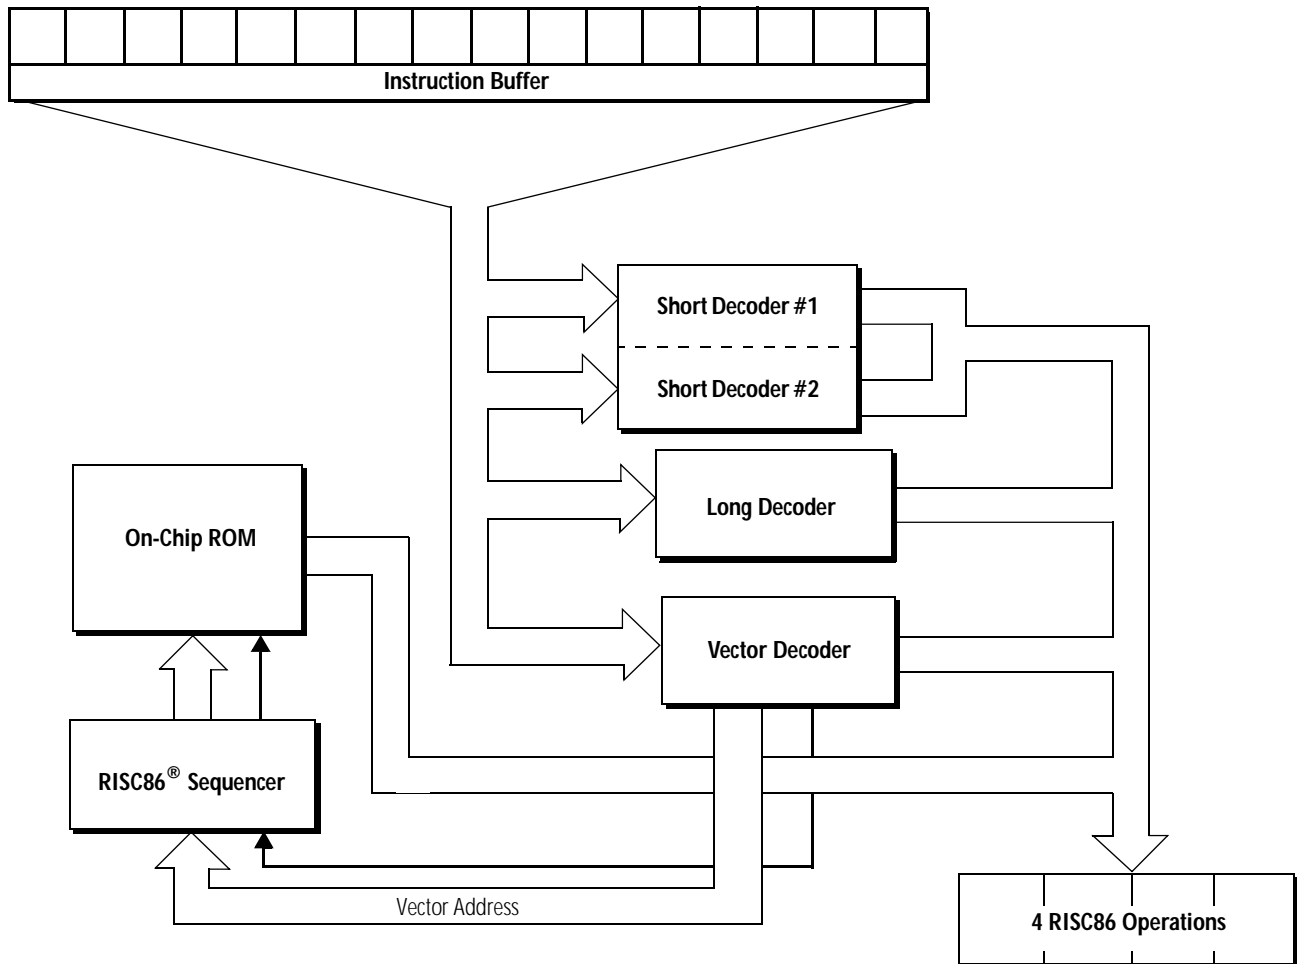 Instruction Buffer
Short Decoder #1
Short Decoder #2
Long Decoder
On-Chip ROM
Vector Decoder
RISC86® Sequencer
Vector Address
4 RISC86 Operations